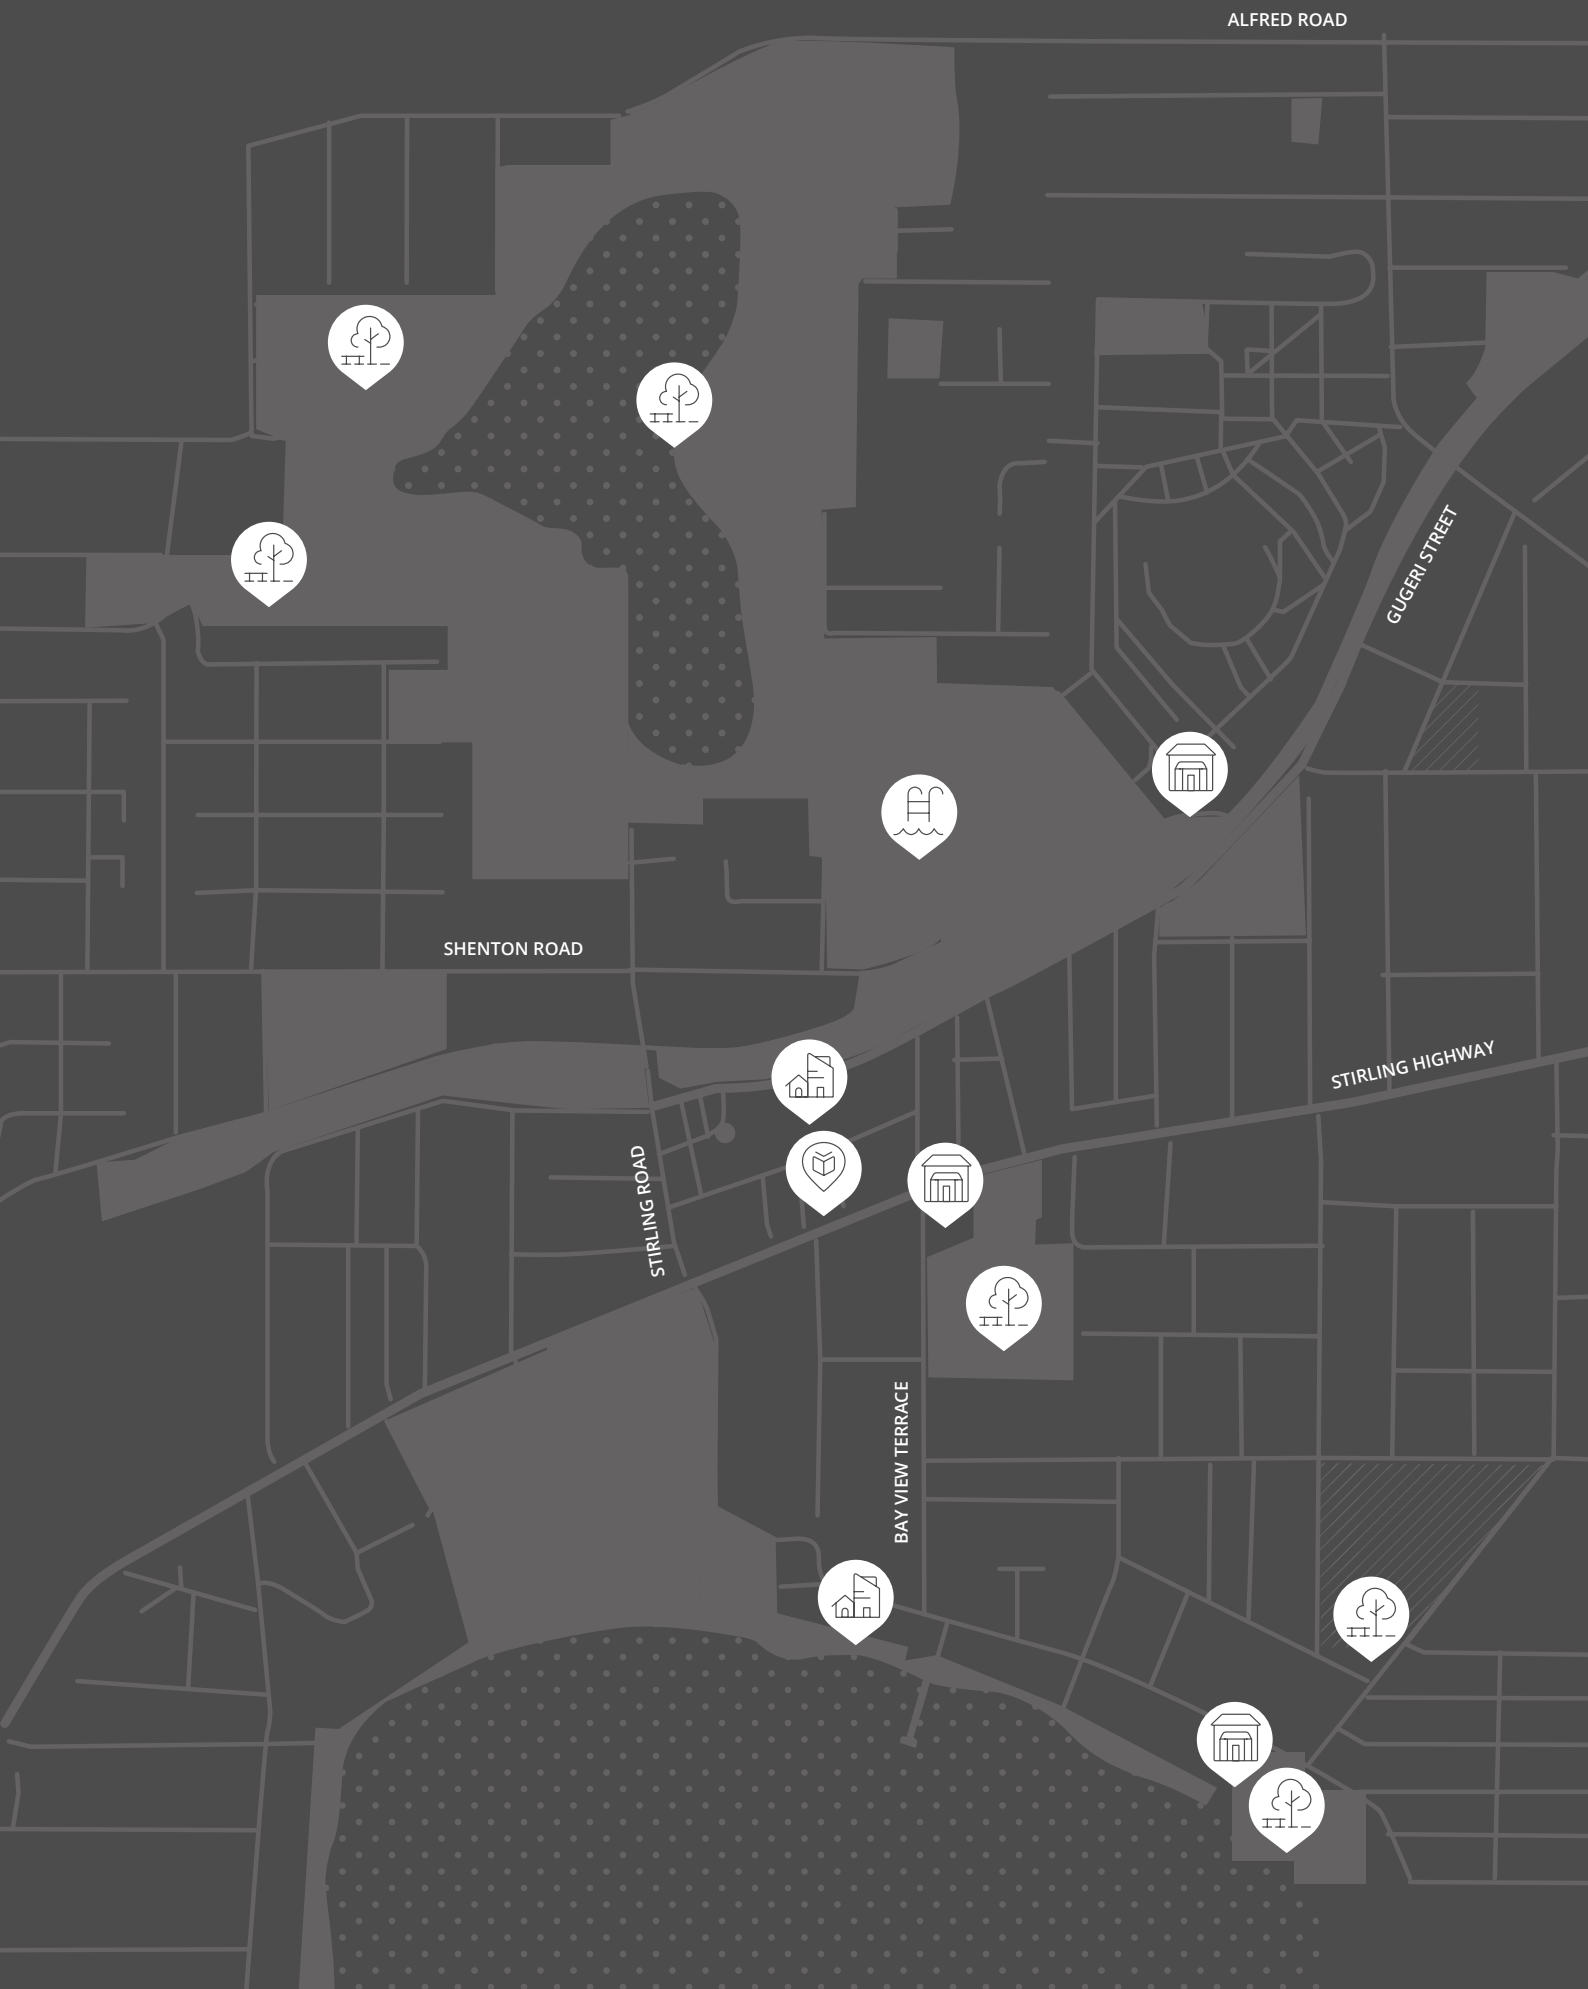 ALFRED ROAD
GUGERI STREET
SHENTON ROAD
STIRLING HIGHWAY
STIRLING ROAD
BAY VIEW TERRACE